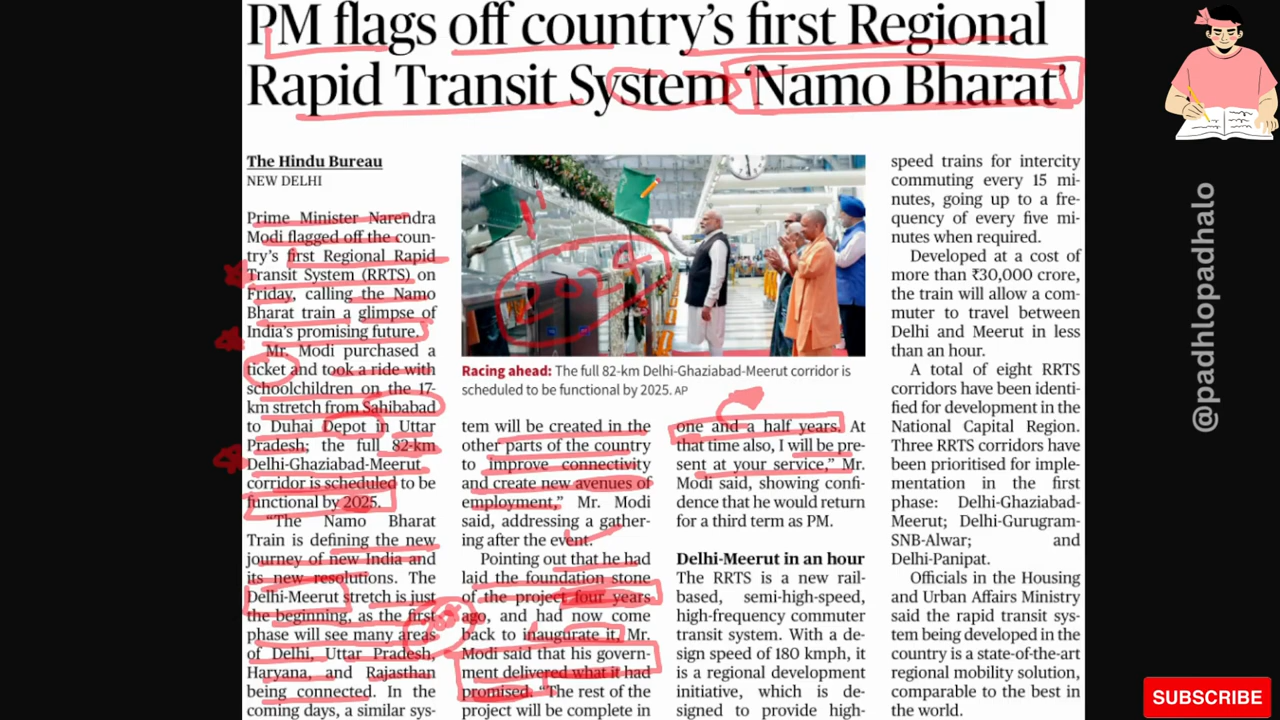 PM flags off country's first Regional
Rapid Transit System 'Namo Bharat'
The Hindu Bureau
NEW DELHI
Prime Minister Narendra
Modi flagged off the coun-
try's first Regional Rapid
Transit System (RRTS) on
Friday, calling the Namo
Bharat train a glimpse of
India's promising future.
Mr. Modi purchased a
ticket and took a ride with
schoolchildren on the 17-
km stretch from Sahibabad
to Duhai Depot in Uttar
Pradesh; the full 82-km
Delhi-Ghaziabad-Meerut
corridor is scheduled to be
functional by 2025.
"The Namo Bharat
Train is defining the new
journey of new India and
its new resolutions. The
Delhi-Meerut stretch is just
the beginning, as the first
phase will see many areas
of Delhi, Uttar Pradesh,
Haryana, and Rajasthan
being connected. In the
coming days, a similar sys-
2024
Racing ahead: The full 82-km Delhi-Ghaziabad-Meerut corridor is
scheduled to be functional by 2025. AP
tem will be created in the
other parts of the country
to improve connectivity
and create new avenues of
employment," Mr. Modi
said, addressing a gather-
ing after the event.
Pointing out that he had
laid the foundation stone
of the project four years
ago, and had now come
back to inaugurate it, Mr.
Modi said that his govern-
ment delivered what it had
promised. "The rest of the
project will be complete in
one and a half years. At
that time also, I will be pre-
sent at your service," Mr.
Modi said, showing confi-
dence that he would return
for a third term as PM.
Delhi-Meerut in an hour
The RRTS is a new rail-
based, semi-high-speed,
high-frequency commuter
transit system. With a de-
sign speed of 180 kmph, it
is a regional development
initiative, which is de-
signed to provide high-
speed trains for intercity
commuting every 15 mi-
nutes, going up to a fre-
quency of every five mi-
nutes when required.
Developed at a cost of
more than ₹30,000 crore,
the train will allow a com-
muter to travel between
Delhi and Meerut in less
than an hour.
A total of eight RRTS
corridors have been identi-
fied for development in the
National Capital Region.
Three RRTS corridors have
been prioritised for imple-
mentation in the first
phase: Delhi-Ghaziabad-
Meerut; Delhi-Gurugram-
SNB-Alwar; and
Delhi-Panipat.
Officials in the Housing
and Urban Affairs Ministry
said the rapid transit sys-
tem being developed in the
country is a state-of-the-art
regional mobility solution,
comparable to the best in
the world.
@padhlopadhalo
SUBSCRIBE